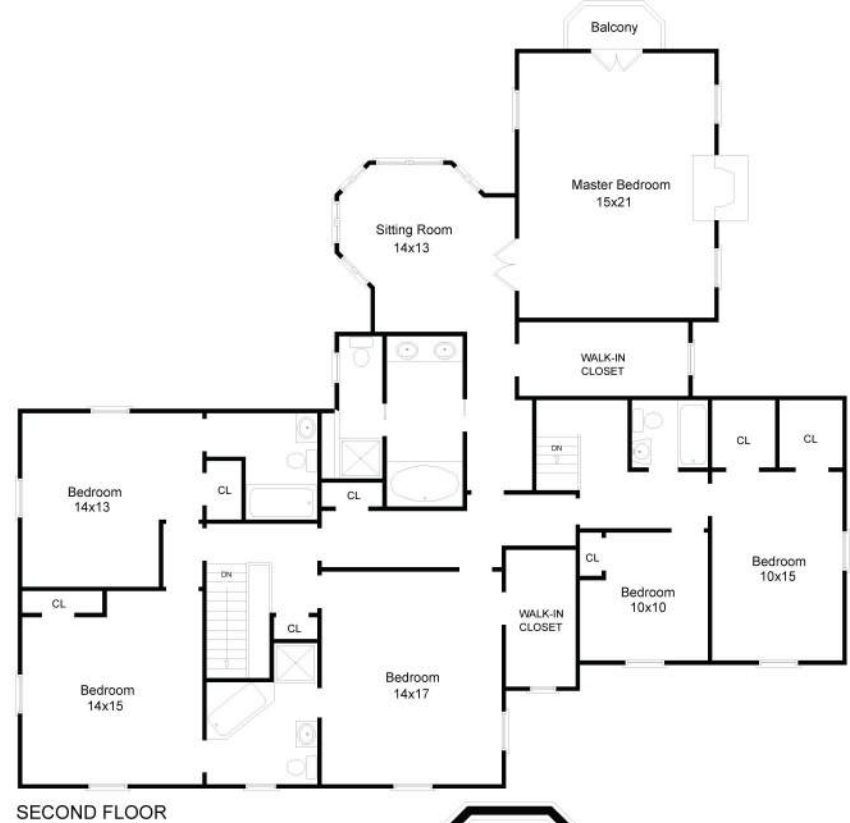 Balcony
Master Bedroom
15x21
Sitting Room
14x13
WALK-IN
CLOSET
CL
CL
DN
Bedroom
14x13
CL
CL
Bedroom
10x15
DN
CL
Bedroom
10x10
CL
WALK-IN
CLOSET
CL
Bedroom
14x17
Bedroom
14x15
SECOND FLOOR